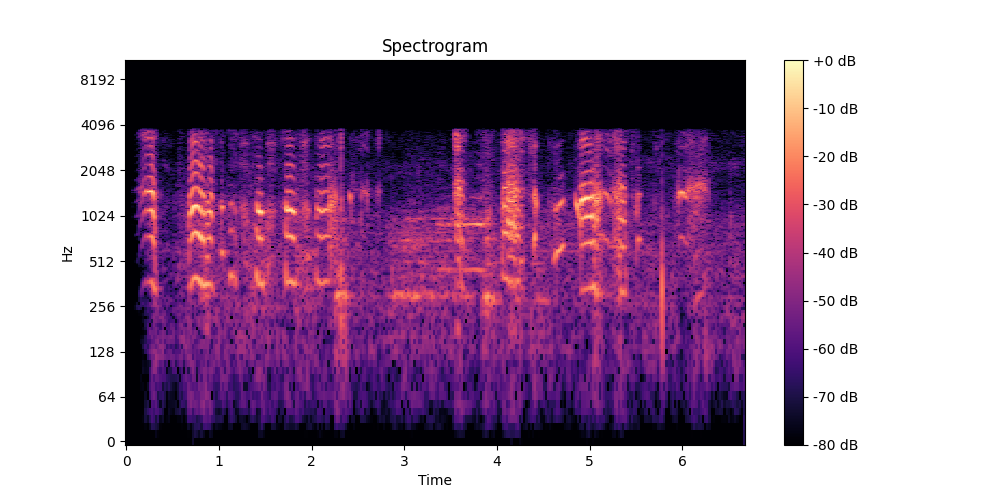 Spectrogram
8192
4096
2048
1024
512
256
128
64
0
Hz
0 1 2 3 4 5 6
Time
+0 dB
-10 dB
-20 dB
-30 dB
-40 dB
-50 dB
-60 dB
-70 dB
-80 dB